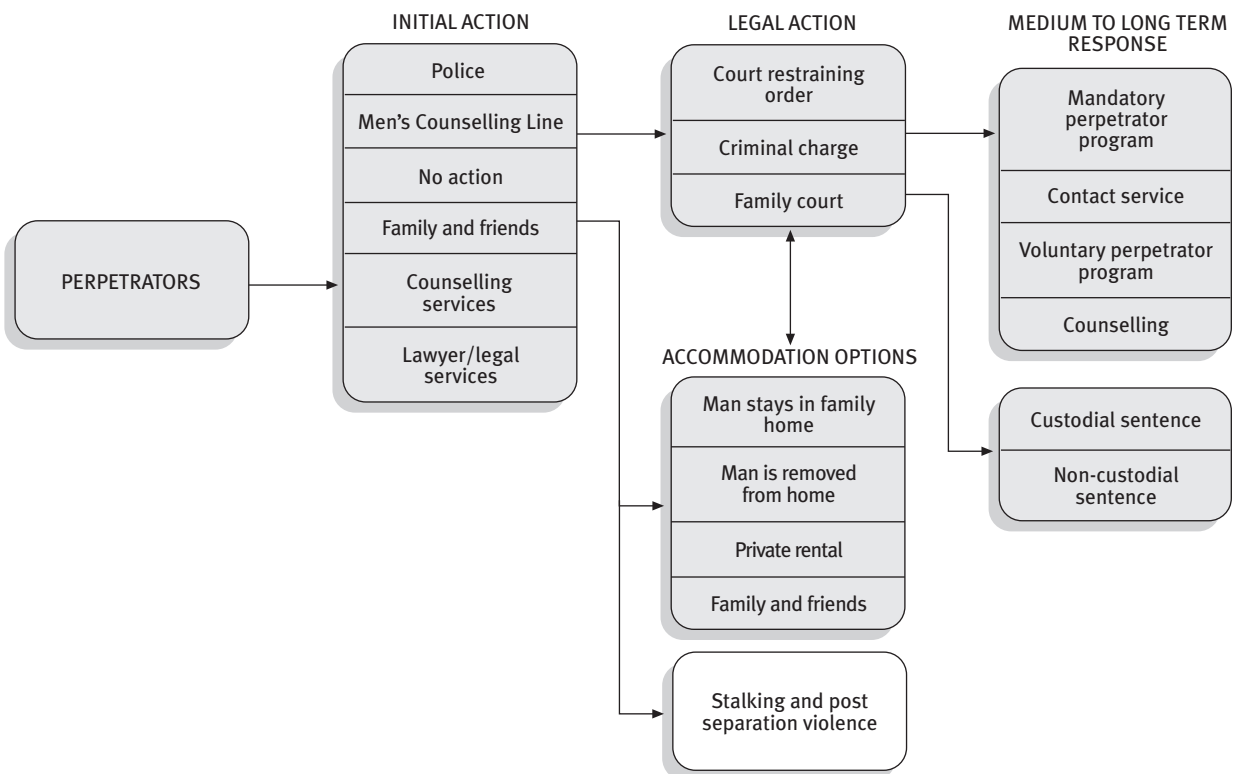 INITIAL ACTION
Police
Men’s Counselling Line
No action
Family and friends
Counselling
services
Lawyer/legal
services
PERPETRATORS
LEGAL ACTION
Court restraining
order
Criminal charge
Family court
ACCOMMODATION OPTIONS
Man stays in family
home
Man is removed
from home
Private rental
Family and friends
Stalking and post
separation violence
MEDIUM TO LONG TERM
RESPONSE
Mandatory
perpetrator
program
Contact service
Voluntary perpetrator
program
Counselling
Custodial sentence
Non-custodial
sentence